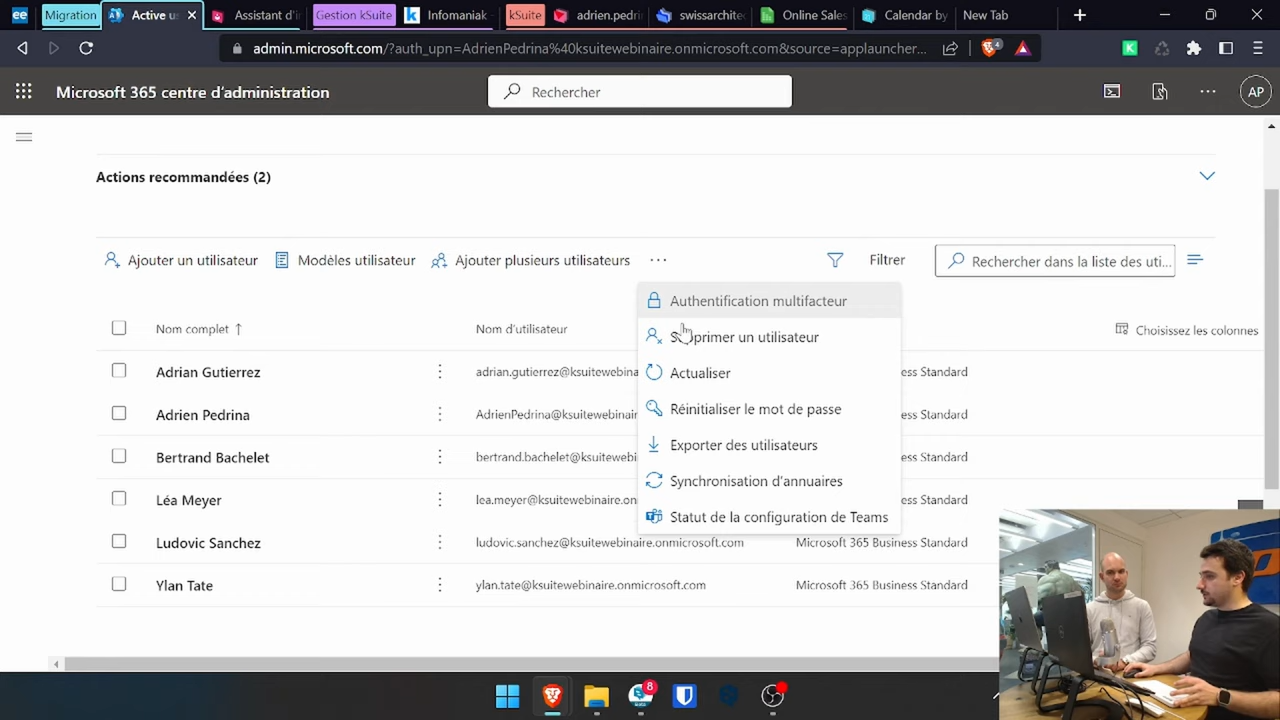 ee
Migration
Active u
Assistant d'i
Gestion kSuite
Infomaniak -
kSuite
adrien.pedri
swissarchite
Online Sales
Calendar by
New Tab
admin.microsoft.com/?auth_upn=AdrienPedrina%40ksuitewebinaire.onmicrosoft.com&source=applauncher...
4
K
Microsoft 365 centre d'administration
Rechercher
AP
Actions recommandées (2)
Ajouter un utilisateur
Modèles utilisateur
Ajouter plusieurs utilisateurs
Filtrer
Rechercher dans la liste des uti...
Authentification multifacteur
Supprimer un utilisateur
Actualiser
Réinitialiser le mot de passe
Exporter des utilisateurs
Synchronisation d'annuaires
Statut de la configuration de Teams
Nom complet ↑
Nom d'utilisateur
Choisissez les colonnes
Adrian Gutierrez
adrian.gutierrez@ksuitewebina
ess Standard
Adrien Pedrina
AdrienPedrina@ksuitewebinair
ess Standard
Bertrand Bachelet
bertrand.bachelet@ksuitewebi
ess Standard
Léa Meyer
lea.meyer@ksuitewebinaire.on
ess Standard
Ludovic Sanchez
ludovic.sanchez@ksuitewebinaire.onmicrosoft.com
Microsoft 365 Business Standard
Ylan Tate
ylan.tate@ksuitewebinaire.onmicrosoft.com
Microsoft 365 Business Standard
8